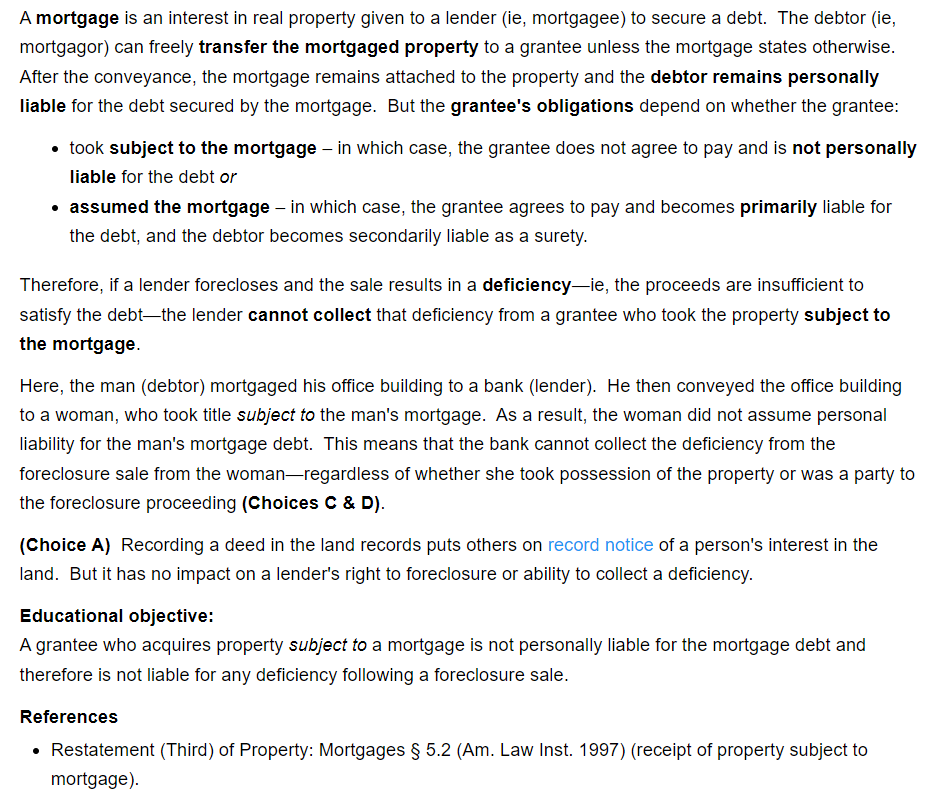 A mortgage is an interest in real property given to a lender (ie, mortgagee) to secure a debt. The debtor (ie,
mortgagor) can freely transfer the mortgaged property to a grantee unless the mortgage states otherwise.
After the conveyance, the mortgage remains attached to the property and the debtor remains personally
liable for the debt secured by the mortgage. But the grantee's obligations depend on whether the grantee:
• took subject to the mortgage – in which case, the grantee does not agree to pay and is not personally
liable for the debt or
• assumed the mortgage – in which case, the grantee agrees to pay and becomes primarily liable for
the debt, and the debtor becomes secondarily liable as a surety.
Therefore, if a lender forecloses and the sale results in a deficiency—ie, the proceeds are insufficient to
satisfy the debt—the lender cannot collect that deficiency from a grantee who took the property subject to
the mortgage.
Here, the man (debtor) mortgaged his office building to a bank (lender). He then conveyed the office building
to a woman, who took title subject to the man's mortgage. As a result, the woman did not assume personal
liability for the man's mortgage debt. This means that the bank cannot collect the deficiency from the
foreclosure sale from the woman—regardless of whether she took possession of the property or was a party to
the foreclosure proceeding (Choices C & D).
(Choice A) Recording a deed in the land records puts others on record notice of a person's interest in the
land. But it has no impact on a lender's right to foreclosure or ability to collect a deficiency.
Educational objective:
A grantee who acquires property subject to a mortgage is not personally liable for the mortgage debt and
therefore is not liable for any deficiency following a foreclosure sale.
References
• Restatement (Third) of Property: Mortgages § 5.2 (Am. Law Inst. 1997) (receipt of property subject to
mortgage).